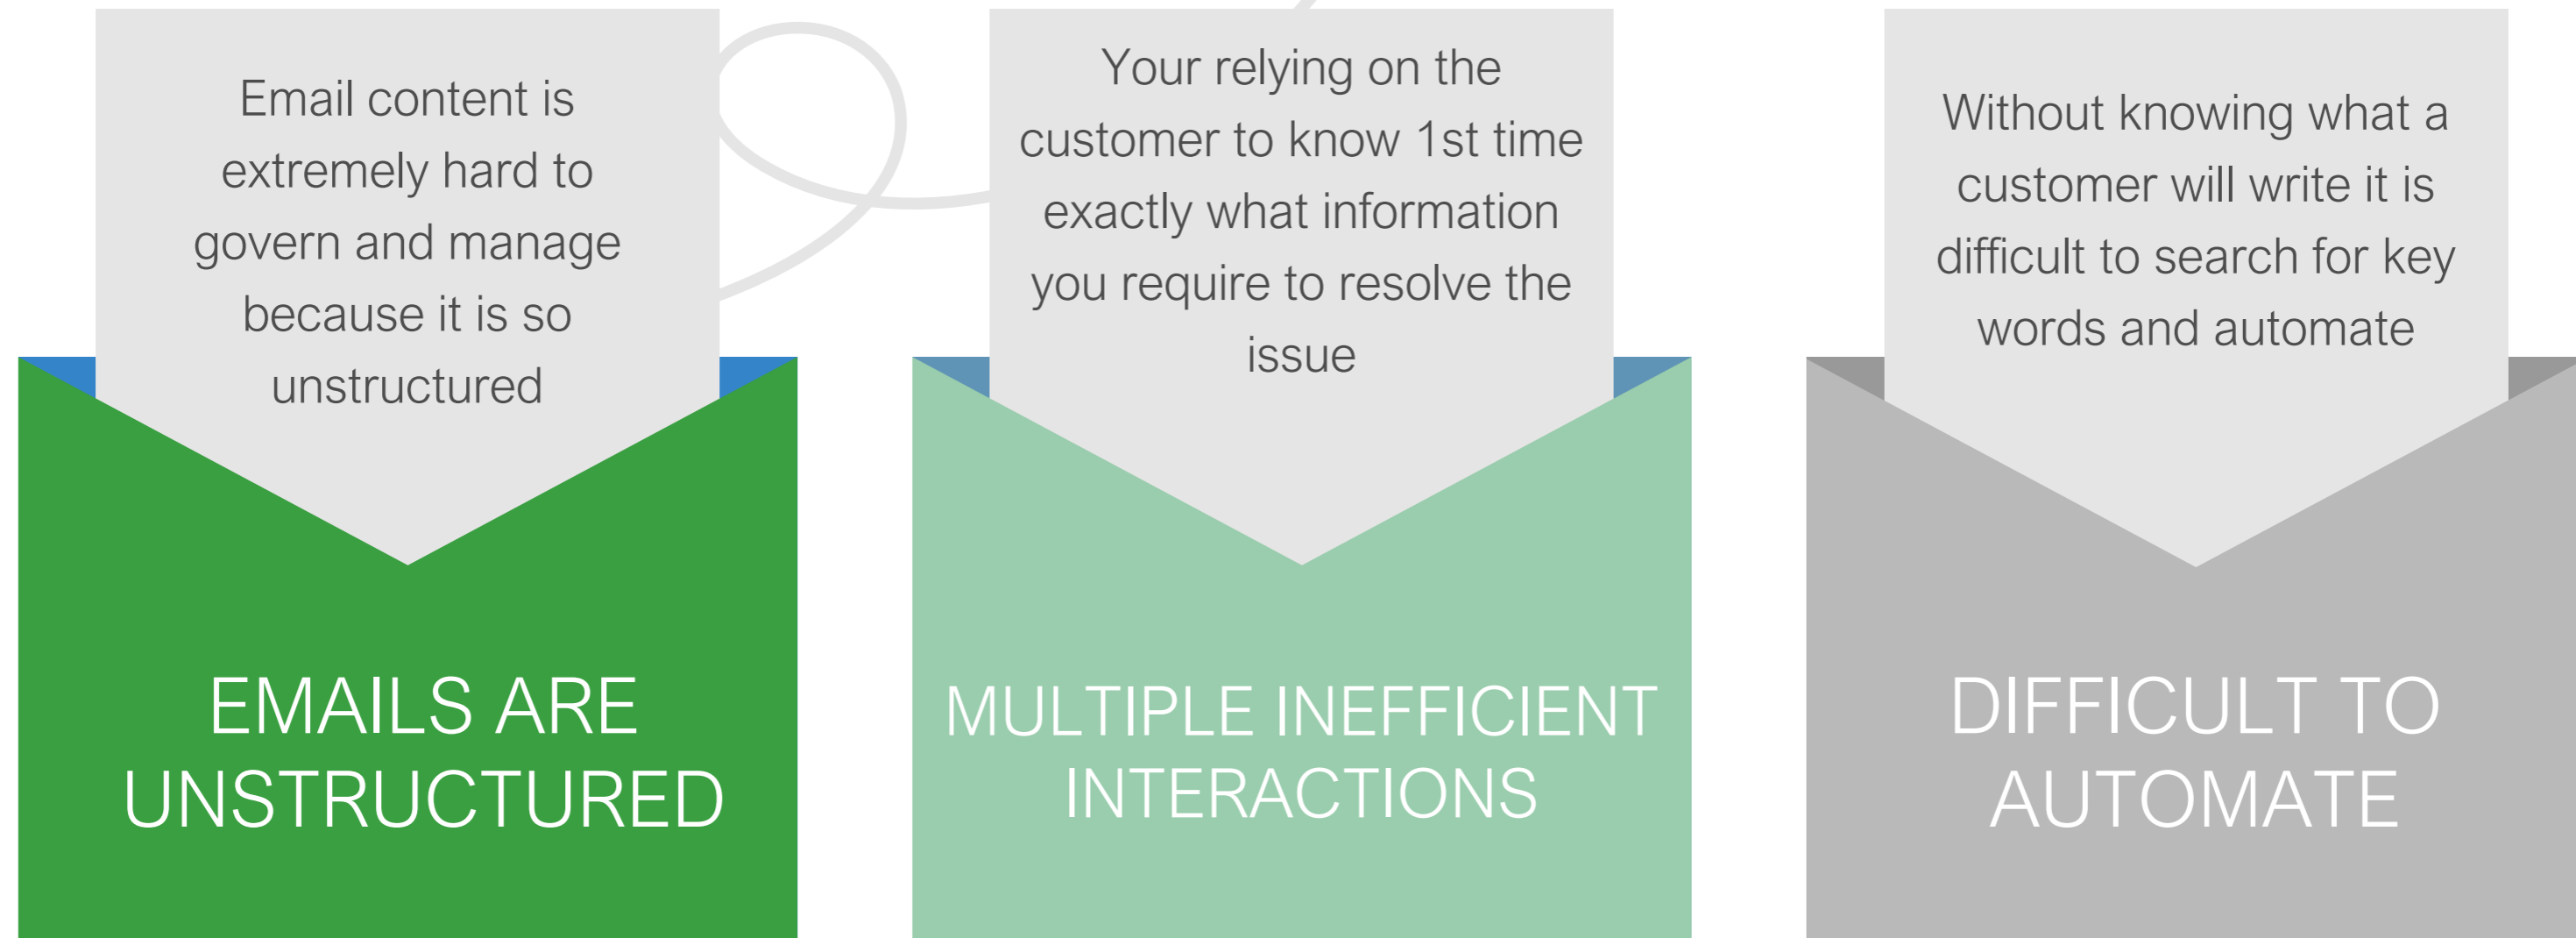 Email content is
extremely hard to
govern and manage
because it is so
unstructured
EMAILS ARE
UNSTRUCTURED
Your relying on the
customer to know 1st time
exactly what information
you require to resolve the
issue
MULTIPLE INEFFICIENT
INTERACTIONS
Without knowing what a
customer will write it is
difficult to search for key
words and automate
DIFFICULT TO
AUTOMATE